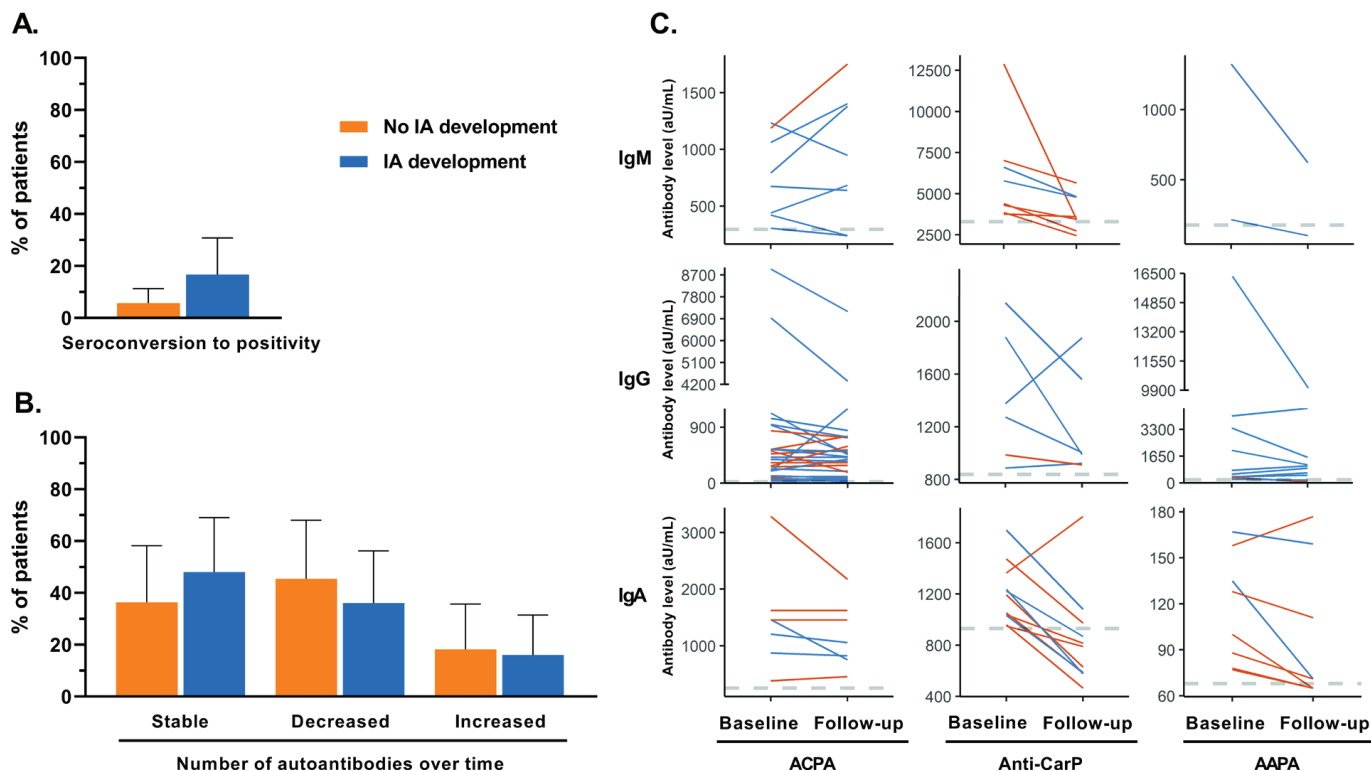 A.
100
80
60
40
20
0
% of patients
No IA development
IA development
Seroconversion to positivity
B.
100
80
60
40
20
0
% of patients
Stable Decreased Increased
Number of autoantibodies over time
C.
IgM
Antibody level (aU/mL)
1500
1000
500
12500
7500
5000
2500
1000
500
IgG
Antibody level (aU/mL)
8700
7800
6900
6000
5100
4200
900
0
2000
1600
1200
800
16500
14850
13200
11550
9900
3300
1650
0
IgA
Antibody level (aU/mL)
3000
2000
1000
1600
1200
800
400
180
150
120
90
60
Baseline Follow-up Baseline Follow-up Baseline Follow-up
ACPA Anti-CarP AAPA